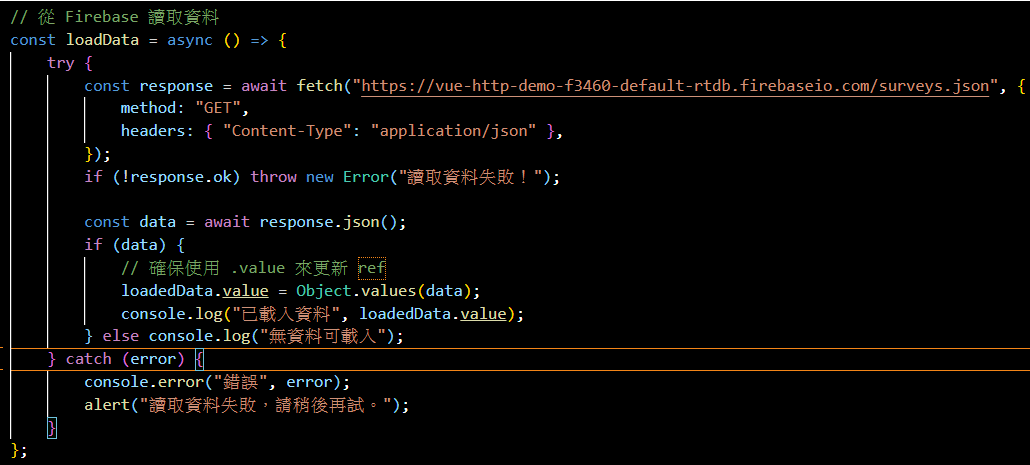 // 從 Firebase 讀取資料
const loadData = async () => {
    try {
        const response = await fetch("https://vue-http-demo-f3460-default-rtdb.firebaseio.com/surveys.json", {
            method: "GET",
            headers: { "Content-Type": "application/json" },
        });
        if (!response.ok) throw new Error("讀取資料失敗！");

        const data = await response.json();
        if (data) {
            // 確保使用 .value 來更新 ref
            loadedData.value = Object.values(data);
            console.log("已載入資料", loadedData.value);
        } else console.log("無資料可載入");
    } catch (error) {
        console.error("錯誤", error);
        alert("讀取資料失敗，請稍後再試。");
    }
};